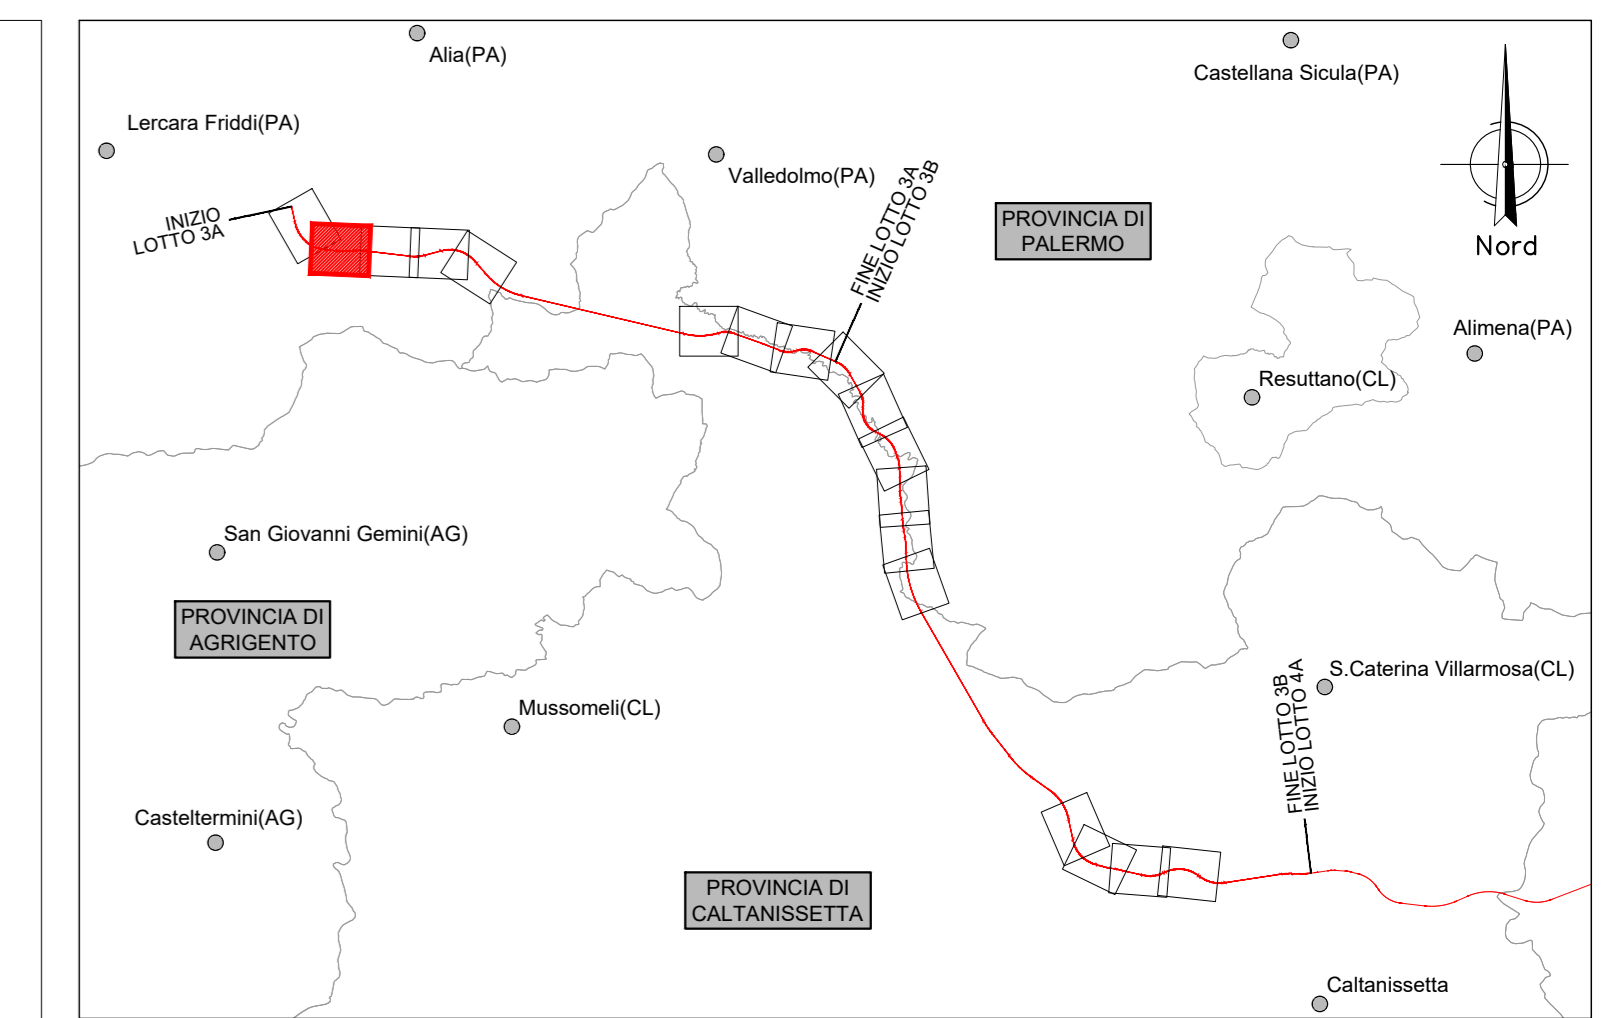 Alia(PA)
Castellana Sicula(PA)
Lercara Friddi(PA)
Valledolmo(PA)
INIZIO
LOTTO 3A
FINE LOTTO 3A
INIZIO LOTTO 3B
PROVINCIA DI
PALERMO
Nord
Alimena(PA)
Resuttano(CL)
San Giovanni Gemini(AG)
PROVINCIA DI
AGRIGENTO
S.Caterina Villarmosa(CL)
Mussomeli(CL)
FINE LOTTO 3B
INIZIO LOTTO 4A
Casteltermini(AG)
PROVINCIA DI
CALTANISSETTA
Caltanissetta